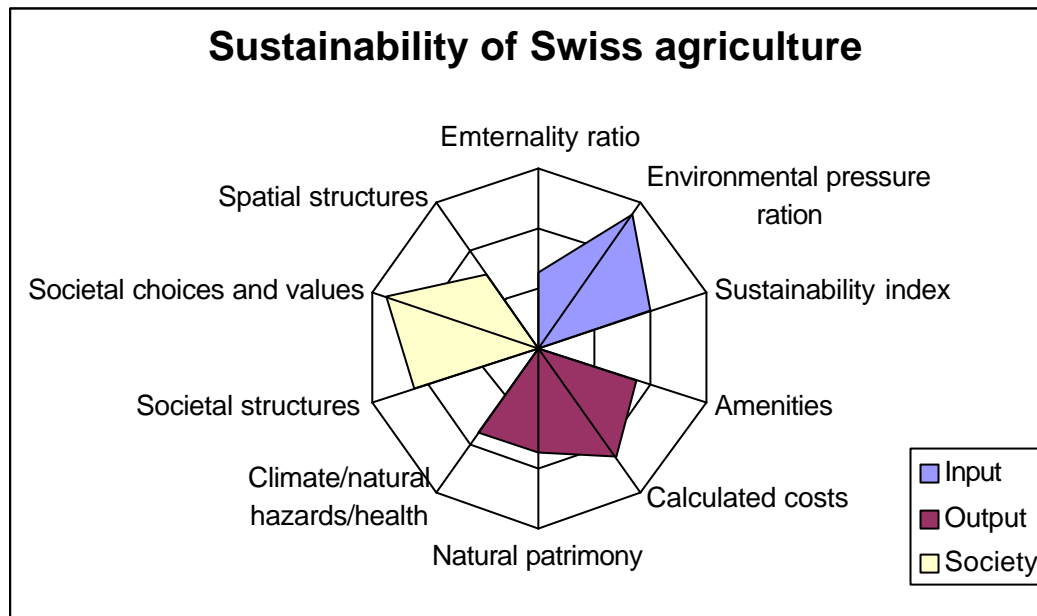 Sustainability of Swiss agriculture
Emternality ratio
Environmental pressure
ration
Sustainability index
Amenities
Calculated costs
Natural patrimony
Climate/natural
hazards/health
Societal structures
Societal choices and values
Spatial structures
Input
Output
Society